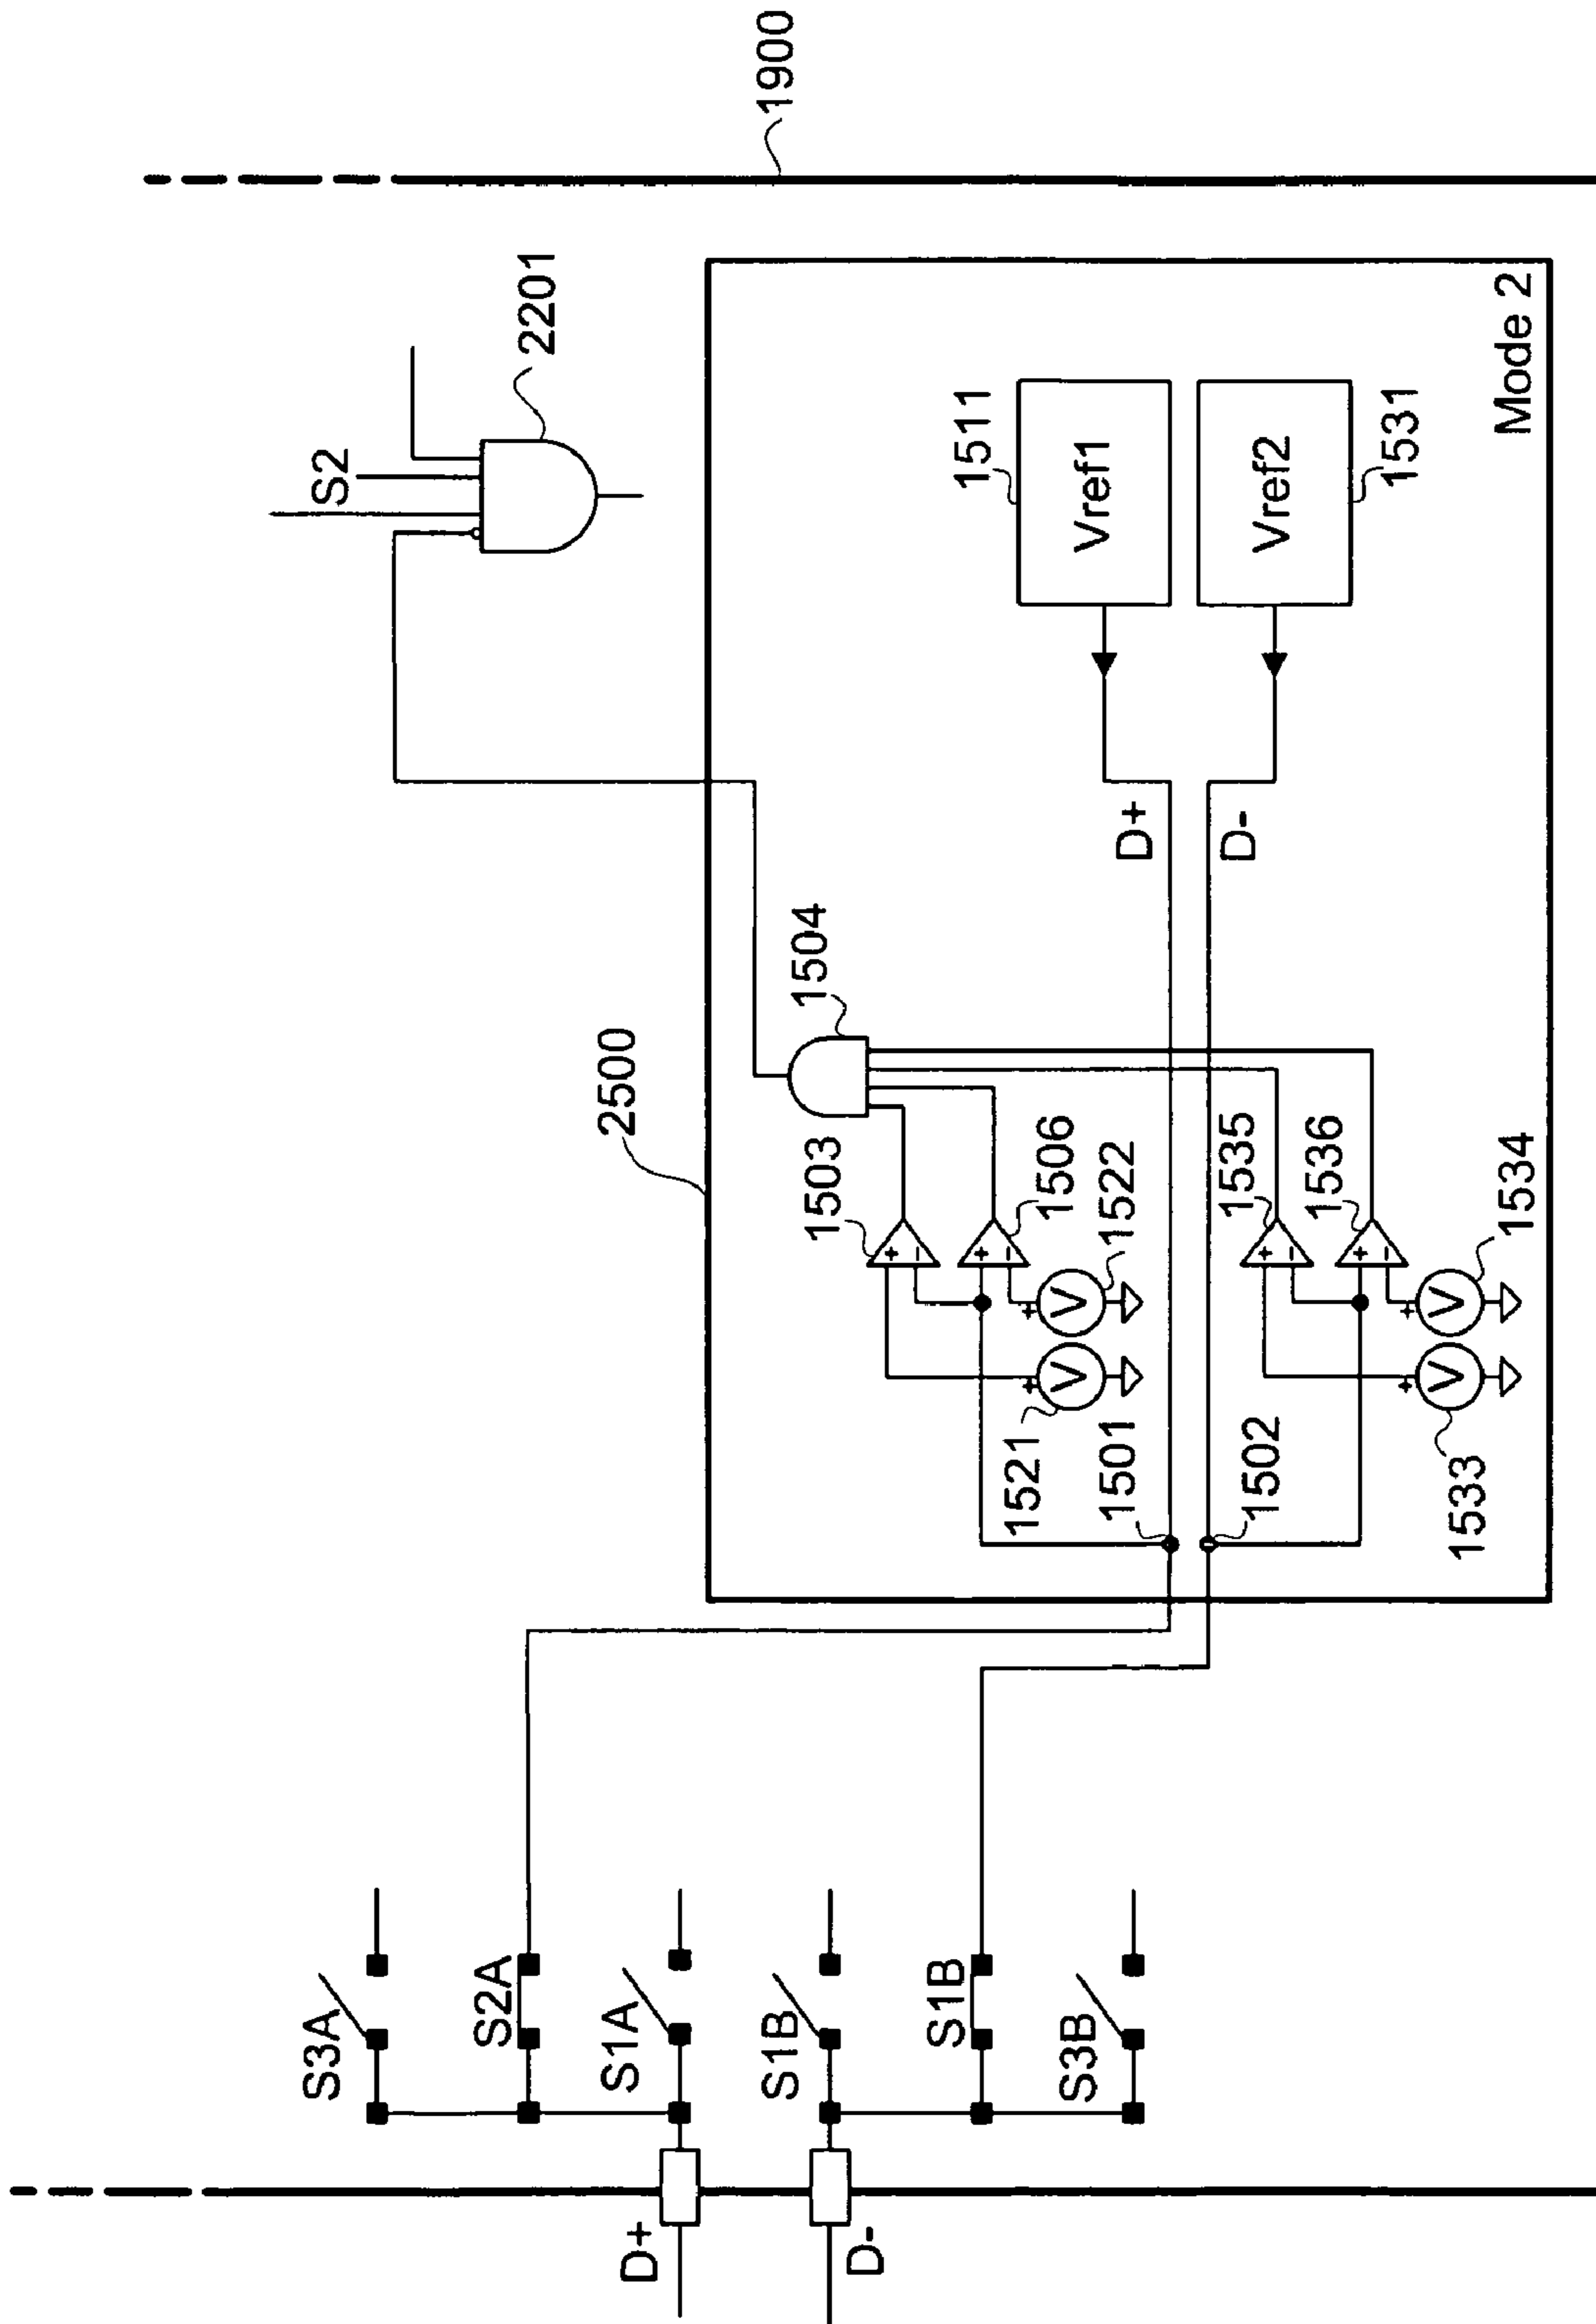 1900
S2
2201
2500
1504
1503
1506
1522
1521
1501
1535
1536
1534
1502
1533
D+
D-
1511
Vref1
Vref2
1531
Mode 2
S3A
S2A
S1A
S1B
S1B
S3B
D+
D-
+
-
+
-
+
V
+
V
+
-
+
-
+
V
+
V